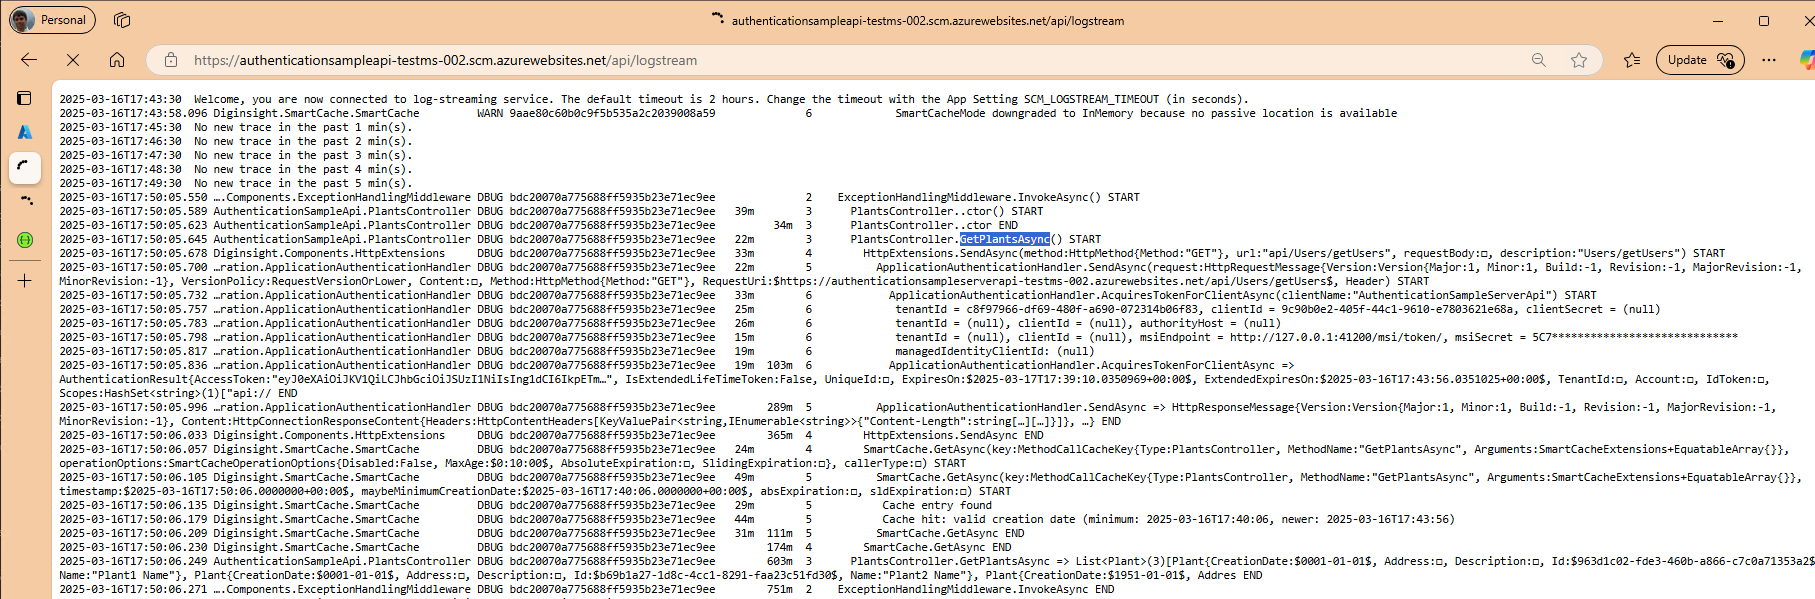 Personal
authenticationsampleapi-testms-002.scm.azurewebsites.net/api/logstream
https://authenticationsampleapi-testms-002.scm.azurewebsites.net/api/logstream
Update
2025-03-16T17:43:30  Welcome, you are now connected to log-streaming service. The default timeout is 2 hours. Change the timeout with the App Setting SCM_LOGSTREAM_TIMEOUT (in seconds).
2025-03-16T17:43:58.096 Diginsight.SmartCache.SmartCache WARN 9aae80c60b0c9f5b535a2c2039008a59 6 SmartCacheMode downgraded to InMemory because no passive location is available
2025-03-16T17:45:30  No new trace in the past 1 min(s).
2025-03-16T17:46:30  No new trace in the past 2 min(s).
2025-03-16T17:47:30  No new trace in the past 3 min(s).
2025-03-16T17:48:30  No new trace in the past 4 min(s).
2025-03-16T17:49:30  No new trace in the past 5 min(s).
2025-03-16T17:50:05.550 ….Components.ExceptionHandlingMiddleware DBUG bdc20070a775688ff5935b23e71ec9ee 2 ExceptionHandlingMiddleware.InvokeAsync() START
2025-03-16T17:50:05.589 AuthenticationSampleApi.PlantsController DBUG bdc20070a775688ff5935b23e71ec9ee 39m 3 PlantsController..ctor() START
2025-03-16T17:50:05.623 AuthenticationSampleApi.PlantsController DBUG bdc20070a775688ff5935b23e71ec9ee 34m 3 PlantsController..ctor END
2025-03-16T17:50:05.645 AuthenticationSampleApi.PlantsController DBUG bdc20070a775688ff5935b23e71ec9ee 22m 3 PlantsController.GetPlantsAsync() START
2025-03-16T17:50:05.678 Diginsight.Components.HttpExtensions DBUG bdc20070a775688ff5935b23e71ec9ee 33m 4 HttpExtensions.SendAsync(method:HttpMethod{Method:"GET"}, url:"api/Users/getUsers", requestBody:□, description:"Users/getUsers") START
2025-03-16T17:50:05.700 …ration.ApplicationAuthenticationHandler DBUG bdc20070a775688ff5935b23e71ec9ee 22m 5 ApplicationAuthenticationHandler.SendAsync(request:HttpRequestMessage{Version:Version{Major:1, Minor:1, Build:-1, Revision:-1, MajorRevision:-1,
MinorRevision:-1}, VersionPolicy:RequestVersionOrLower, Content:□, Method:HttpMethod{Method:"GET"}, RequestUri:$https://authenticationsampleserverapi-testms-002.azurewebsites.net/api/Users/getUsers$, Header) START
2025-03-16T17:50:05.732 …ration.ApplicationAuthenticationHandler DBUG bdc20070a775688ff5935b23e71ec9ee 33m 6 ApplicationAuthenticationHandler.AcquiresTokenForClientAsync(clientName:"AuthenticationSampleServerApi") START
2025-03-16T17:50:05.757 …ration.ApplicationAuthenticationHandler DBUG bdc20070a775688ff5935b23e71ec9ee 25m 6 tenantId = c8f97966-df69-480f-a690-072314b06f83, clientId = 9c90b0e2-405f-44c1-9610-e7803621e68a, clientSecret = (null)
2025-03-16T17:50:05.783 …ration.ApplicationAuthenticationHandler DBUG bdc20070a775688ff5935b23e71ec9ee 26m 6 tenantId = (null), clientId = (null), authorityHost = (null)
2025-03-16T17:50:05.798 …ration.ApplicationAuthenticationHandler DBUG bdc20070a775688ff5935b23e71ec9ee 15m 6 tenantId = (null), clientId = (null), msiEndpoint = http://127.0.0.1:41200/msi/token/, msiSecret = 5C7*****************************
2025-03-16T17:50:05.817 …ration.ApplicationAuthenticationHandler DBUG bdc20070a775688ff5935b23e71ec9ee 19m 6 managedIdentityClientId: (null)
2025-03-16T17:50:05.836 …ration.ApplicationAuthenticationHandler DBUG bdc20070a775688ff5935b23e71ec9ee 19m 103m 6 ApplicationAuthenticationHandler.AcquiresTokenForClientAsync =>
AuthenticationResult{AccessToken:"eyJ0eXAiOiJKV1QiLCJhbGciOiJSUzI1NiIsIng1dCI6IkpETm…", IsExtendedLifeTimeToken:False, UniqueId:□, ExpiresOn:$2025-03-17T17:39:10.0350969+00:00$, ExtendedExpiresOn:$2025-03-16T17:43:56.0351025+00:00$, TenantId:□, Account:□, IdToken:□,
Scopes:HashSet<string>(1)["api:// END
2025-03-16T17:50:05.996 …ration.ApplicationAuthenticationHandler DBUG bdc20070a775688ff5935b23e71ec9ee 289m 5 ApplicationAuthenticationHandler.SendAsync => HttpResponseMessage{Version:Version{Major:1, Minor:1, Build:-1, Revision:-1, MajorRevision:-1,
MinorRevision:-1}, Content:HttpConnectionResponseContent{Headers:HttpContentHeaders[KeyValuePair<string,IEnumerable<string>>{"Content-Length":string[…][…]}]}, …} END
2025-03-16T17:50:06.033 Diginsight.Components.HttpExtensions DBUG bdc20070a775688ff5935b23e71ec9ee 365m 4 HttpExtensions.SendAsync END
2025-03-16T17:50:06.057 Diginsight.SmartCache.SmartCache DBUG bdc20070a775688ff5935b23e71ec9ee 24m 4 SmartCache.GetAsync(key:MethodCallCacheKey{Type:PlantsController, MethodName:"GetPlantsAsync", Arguments:SmartCacheExtensions+EquatableArray{}},
operationOptions:SmartCacheOperationOptions{Disabled:False, MaxAge:$0:10:00$, AbsoluteExpiration:□, SlidingExpiration:□}, callerType:□) START
2025-03-16T17:50:06.105 Diginsight.SmartCache.SmartCache DBUG bdc20070a775688ff5935b23e71ec9ee 49m 5 SmartCache.GetAsync(key:MethodCallCacheKey{Type:PlantsController, MethodName:"GetPlantsAsync", Arguments:SmartCacheExtensions+EquatableArray{}},
timestamp:$2025-03-16T17:50:06.0000000+00:00$, maybeMinimumCreationDate:$2025-03-16T17:40:06.0000000+00:00$, absExpiration:□, sldExpiration:□) START
2025-03-16T17:50:06.135 Diginsight.SmartCache.SmartCache DBUG bdc20070a775688ff5935b23e71ec9ee 29m 5 Cache entry found
2025-03-16T17:50:06.179 Diginsight.SmartCache.SmartCache DBUG bdc20070a775688ff5935b23e71ec9ee 44m 5 Cache hit: valid creation date (minimum: 2025-03-16T17:40:06, newer: 2025-03-16T17:43:56)
2025-03-16T17:50:06.209 Diginsight.SmartCache.SmartCache DBUG bdc20070a775688ff5935b23e71ec9ee 31m 111m 5 SmartCache.GetAsync END
2025-03-16T17:50:06.230 Diginsight.SmartCache.SmartCache DBUG bdc20070a775688ff5935b23e71ec9ee 174m 4 SmartCache.GetAsync END
2025-03-16T17:50:06.249 AuthenticationSampleApi.PlantsController DBUG bdc20070a775688ff5935b23e71ec9ee 603m 3 PlantsController.GetPlantsAsync => List<Plant>(3)[Plant{CreationDate:$0001-01-01$, Address:□, Description:□, Id:$963d1c02-fde3-460b-a866-c7c0a71353a2$
Name:"Plant1 Name"}, Plant{CreationDate:$0001-01-01$, Address:□, Description:□, Id:$b69b1a27-1d8c-4cc1-8291-faa23c51fd30$, Name:"Plant2 Name"}, Plant{CreationDate:$1951-01-01$, Addres END
2025-03-16T17:50:06.271 ….Components.ExceptionHandlingMiddleware DBUG bdc20070a775688ff5935b23e71ec9ee 751m 2 ExceptionHandlingMiddleware.InvokeAsync END